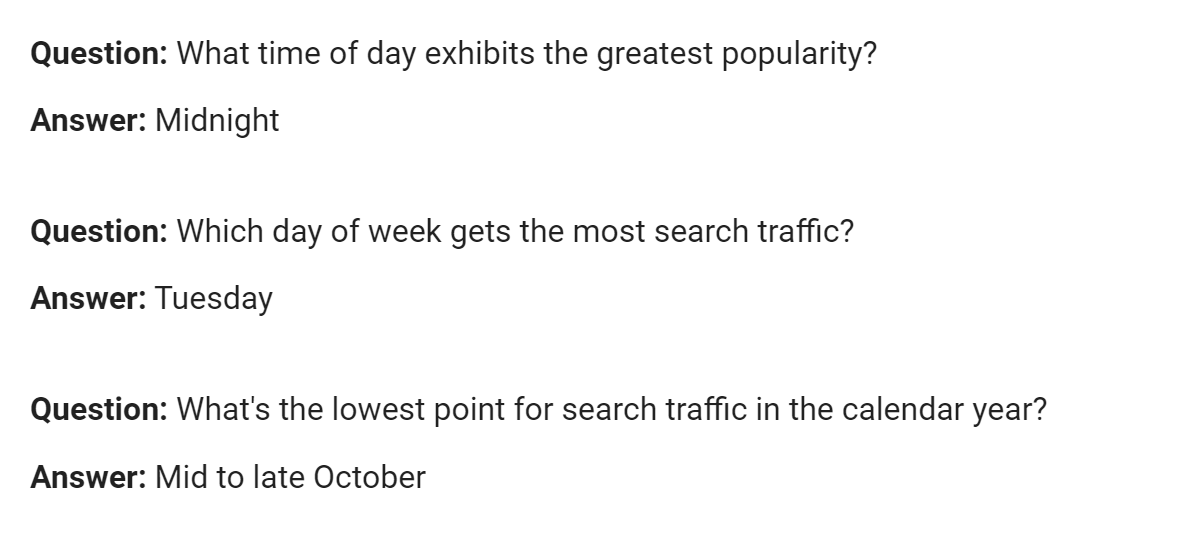 Question: What time of day exhibits the greatest popularity?
Answer: Midnight
Question: Which day of week gets the most search traffic?
Answer: Tuesday
Question: What's the lowest point for search traffic in the calendar year?
Answer: Mid to late October